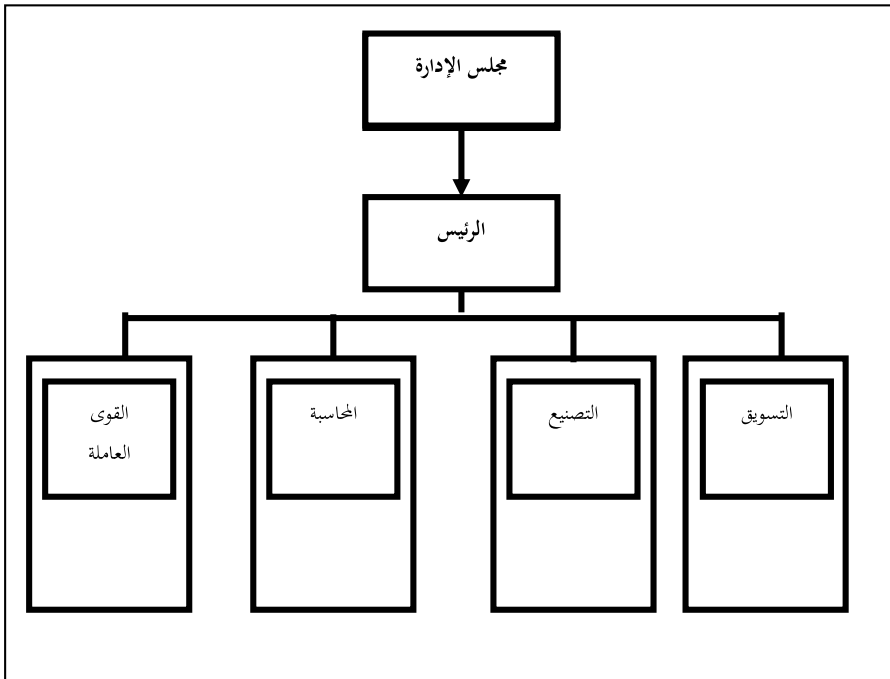 مجلس الإدارة
الرئيس
التسويق
التصنيع
المحاسبة
القوى
العاملة